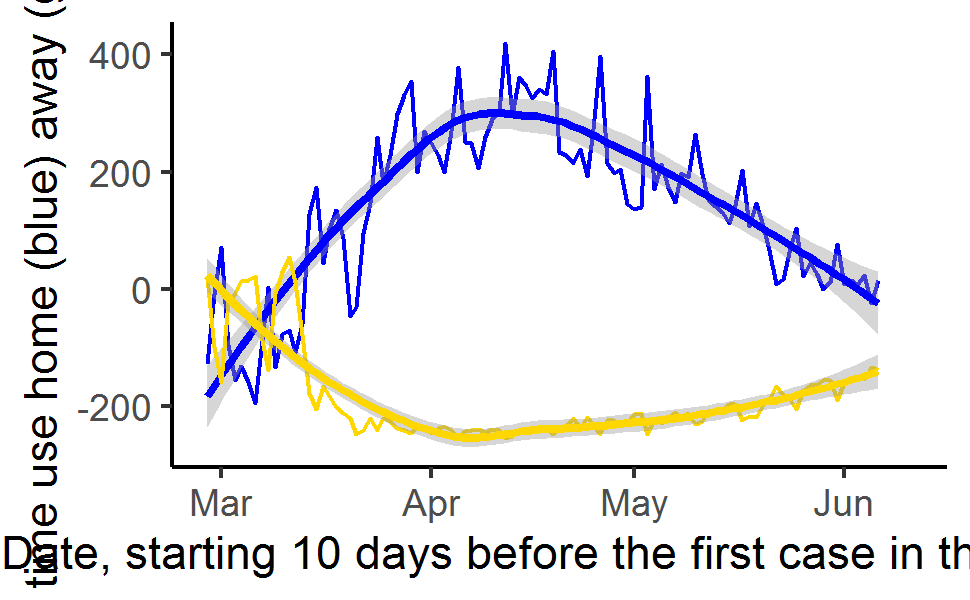 time use home (blue) away (
400
200
0
-200
Mar Apr May Jun
Date, starting 10 days before the first case in th